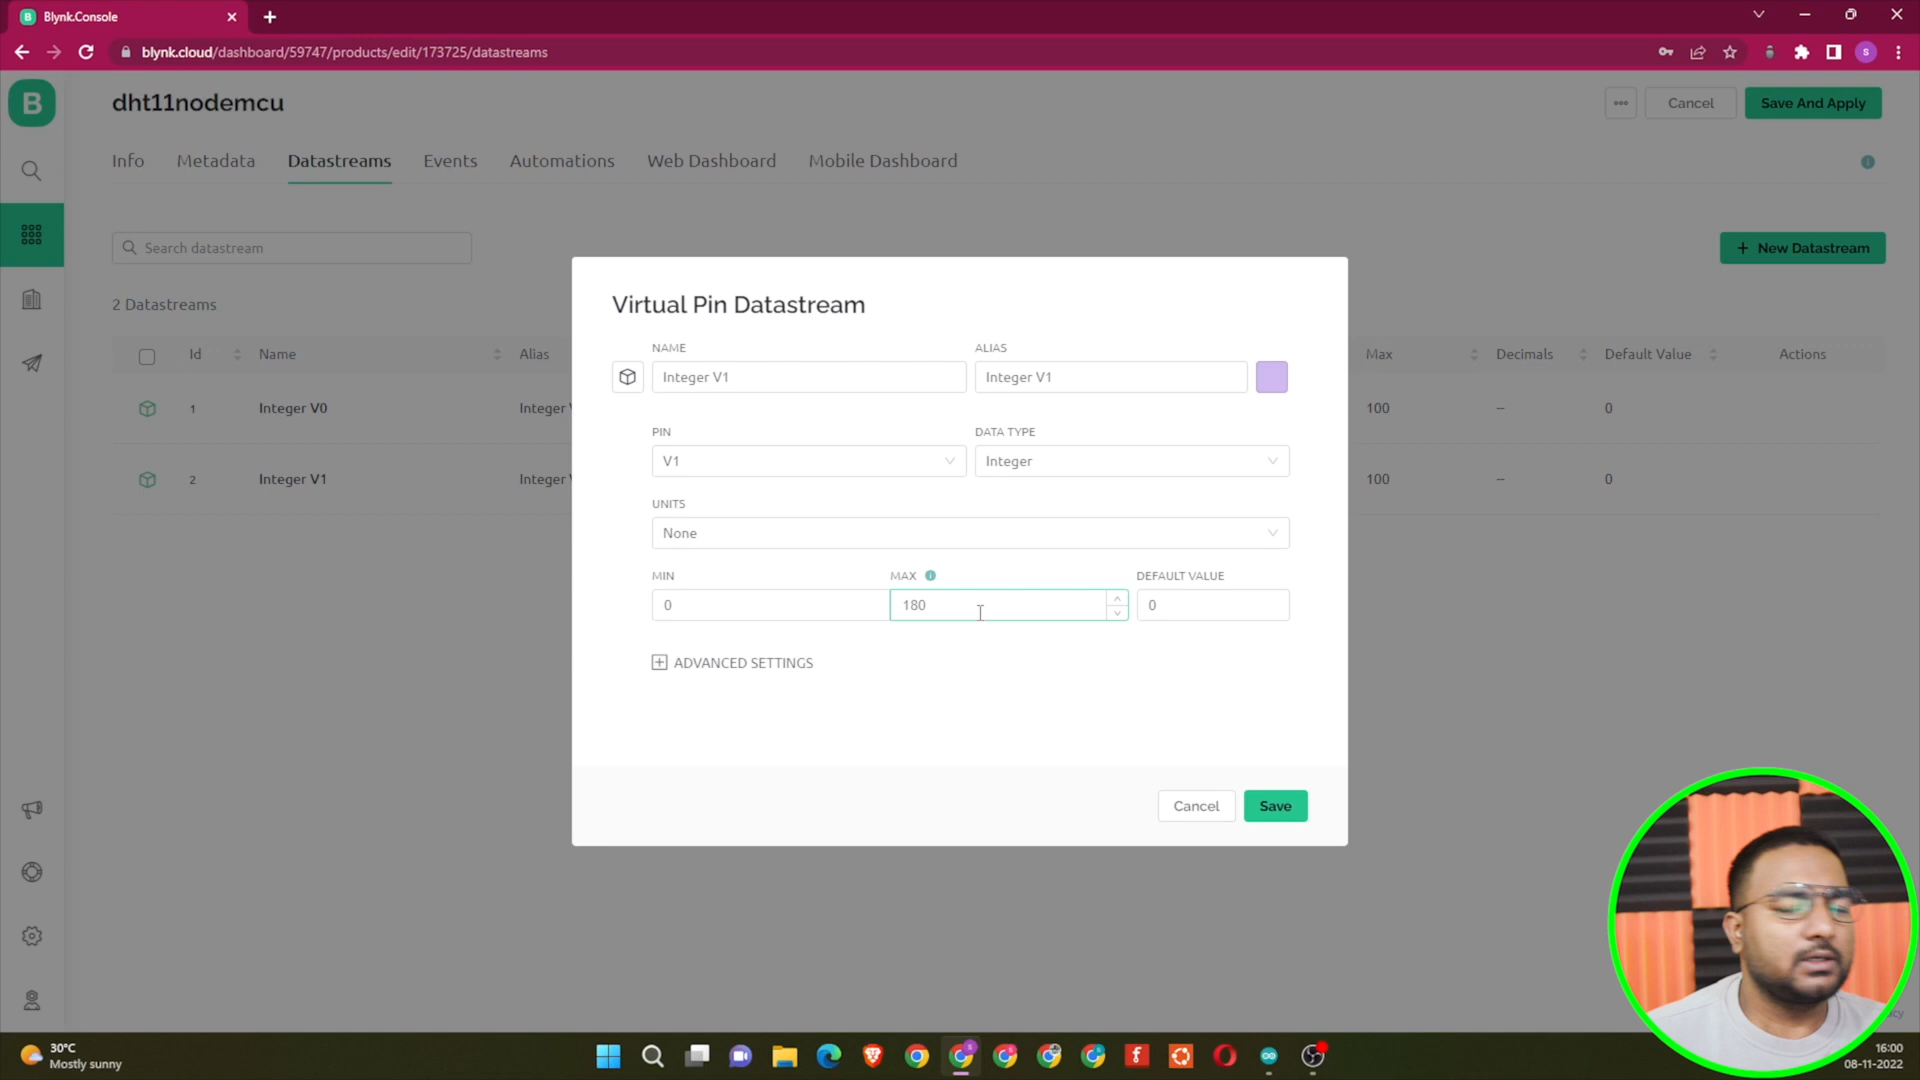 Blynk.Console
blynk.cloud/dashboard/59747/products/edit/173725/datastreams
S
B
dht11nodemcu
Cancel
Save And Apply
Info
Metadata
Datastreams
Events
Automations
Web Dashboard
Mobile Dashboard
Search datastream
+ New Datastream
2 Datastreams
Id
Name
Alias
Max
Decimals
Default Value
Actions
1
Integer V0
Integer
100
--
0
2
Integer V1
Integer
100
--
0
Virtual Pin Datastream
NAME
ALIAS
Integer V1
Integer V1
PIN
DATA TYPE
V1
Integer
UNITS
None
MIN
MAX
DEFAULT VALUE
0
180
0
ADVANCED SETTINGS
Cancel
Save
30°C
Mostly sunny
16:00
08-11-2022